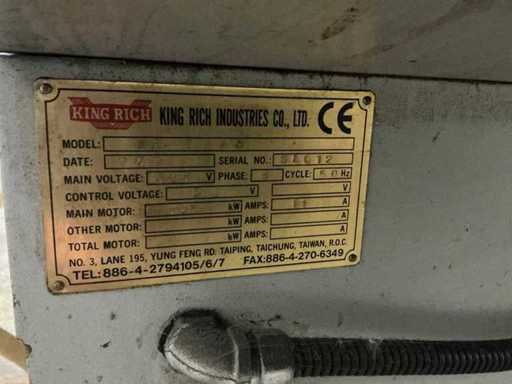 KING RICH KING RICH INDUSTRIES CO., LTD. CE
MODEL:
DATE: SERIAL NO.:
MAIN VOLTAGE: V PHASE: 3 CYCLE: 50 Hz
CONTROL VOLTAGE: V V
MAIN MOTOR: kW AMPS: A
OTHER MOTOR: kW AMPS: A
TOTAL MOTOR: kW AMPS: A
NO. 3, LANE 195, YUNG FENG RD. TAIPING, TAICHUNG, TAIWAN, R.O.C.
TEL:886-4-2794105/6/7 FAX:886-4-270-6349